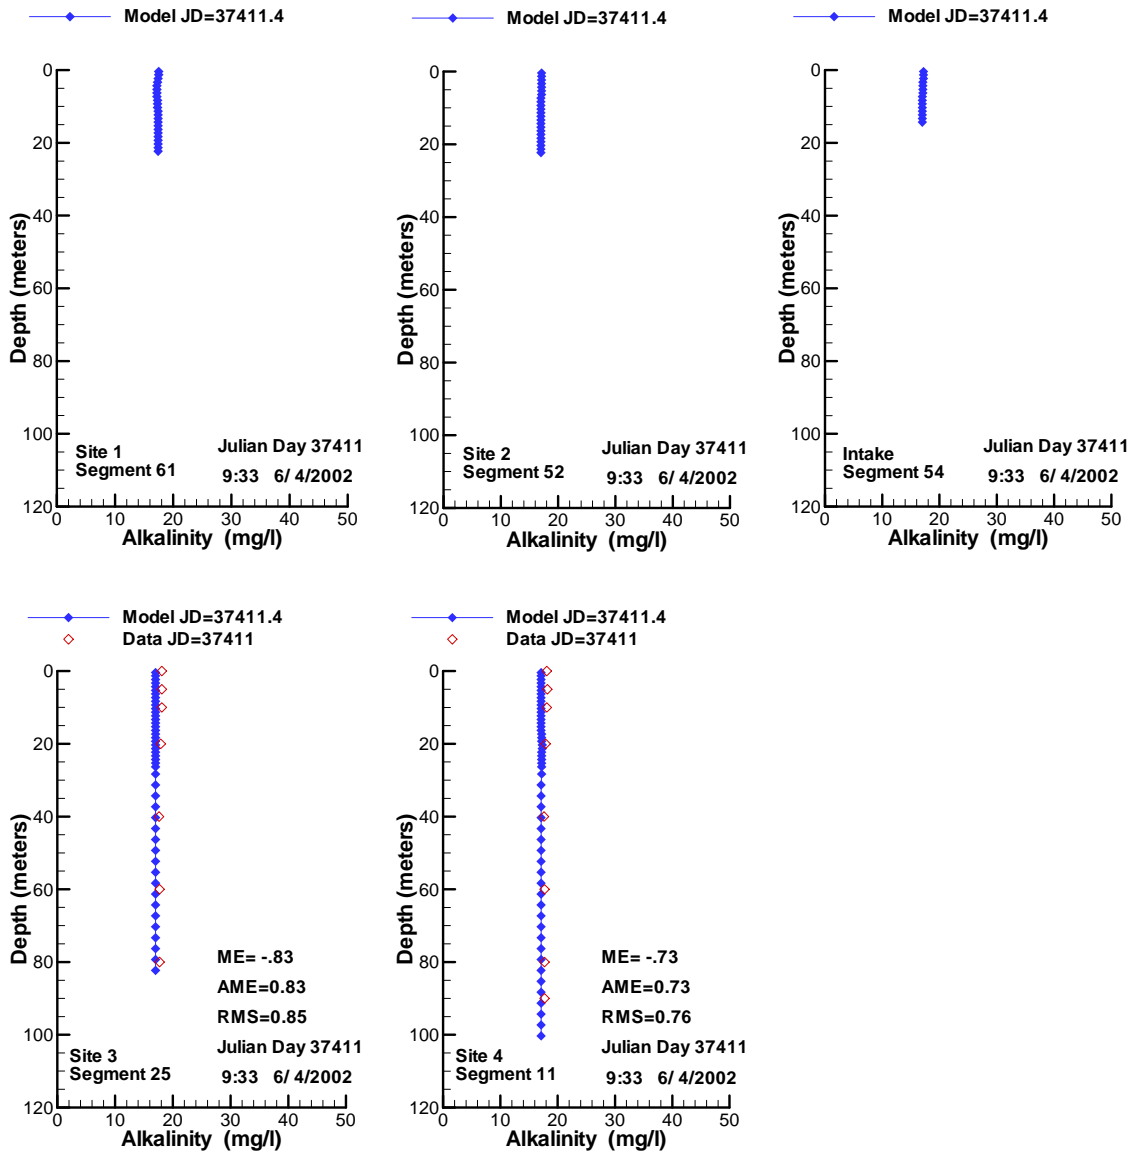 Model JD=37411.4
0
20
40
60
80
100
120
Depth (meters)
Site 1
Segment 61
Julian Day 37411
9:33 6/ 4/2002
0 10 20 30 40 50
Alkalinity (mg/l)
Model JD=37411.4
0
20
40
60
80
100
120
Depth (meters)
Site 2
Segment 52
Julian Day 37411
9:33 6/ 4/2002
0 10 20 30 40 50
Alkalinity (mg/l)
Model JD=37411.4
0
20
40
60
80
100
120
Depth (meters)
Intake
Segment 54
Julian Day 37411
9:33 6/ 4/2002
0 10 20 30 40 50
Alkalinity (mg/l)
Model JD=37411.4
Data JD=37411
0
20
40
60
80
100
120
Depth (meters)
ME= -.83
AME=0.83
RMS=0.85
Site 3
Segment 25
Julian Day 37411
9:33 6/ 4/2002
0 10 20 30 40 50
Alkalinity (mg/l)
Model JD=37411.4
Data JD=37411
0
20
40
60
80
100
120
Depth (meters)
ME= -.73
AME=0.73
RMS=0.76
Site 4
Segment 11
Julian Day 37411
9:33 6/ 4/2002
0 10 20 30 40 50
Alkalinity (mg/l)